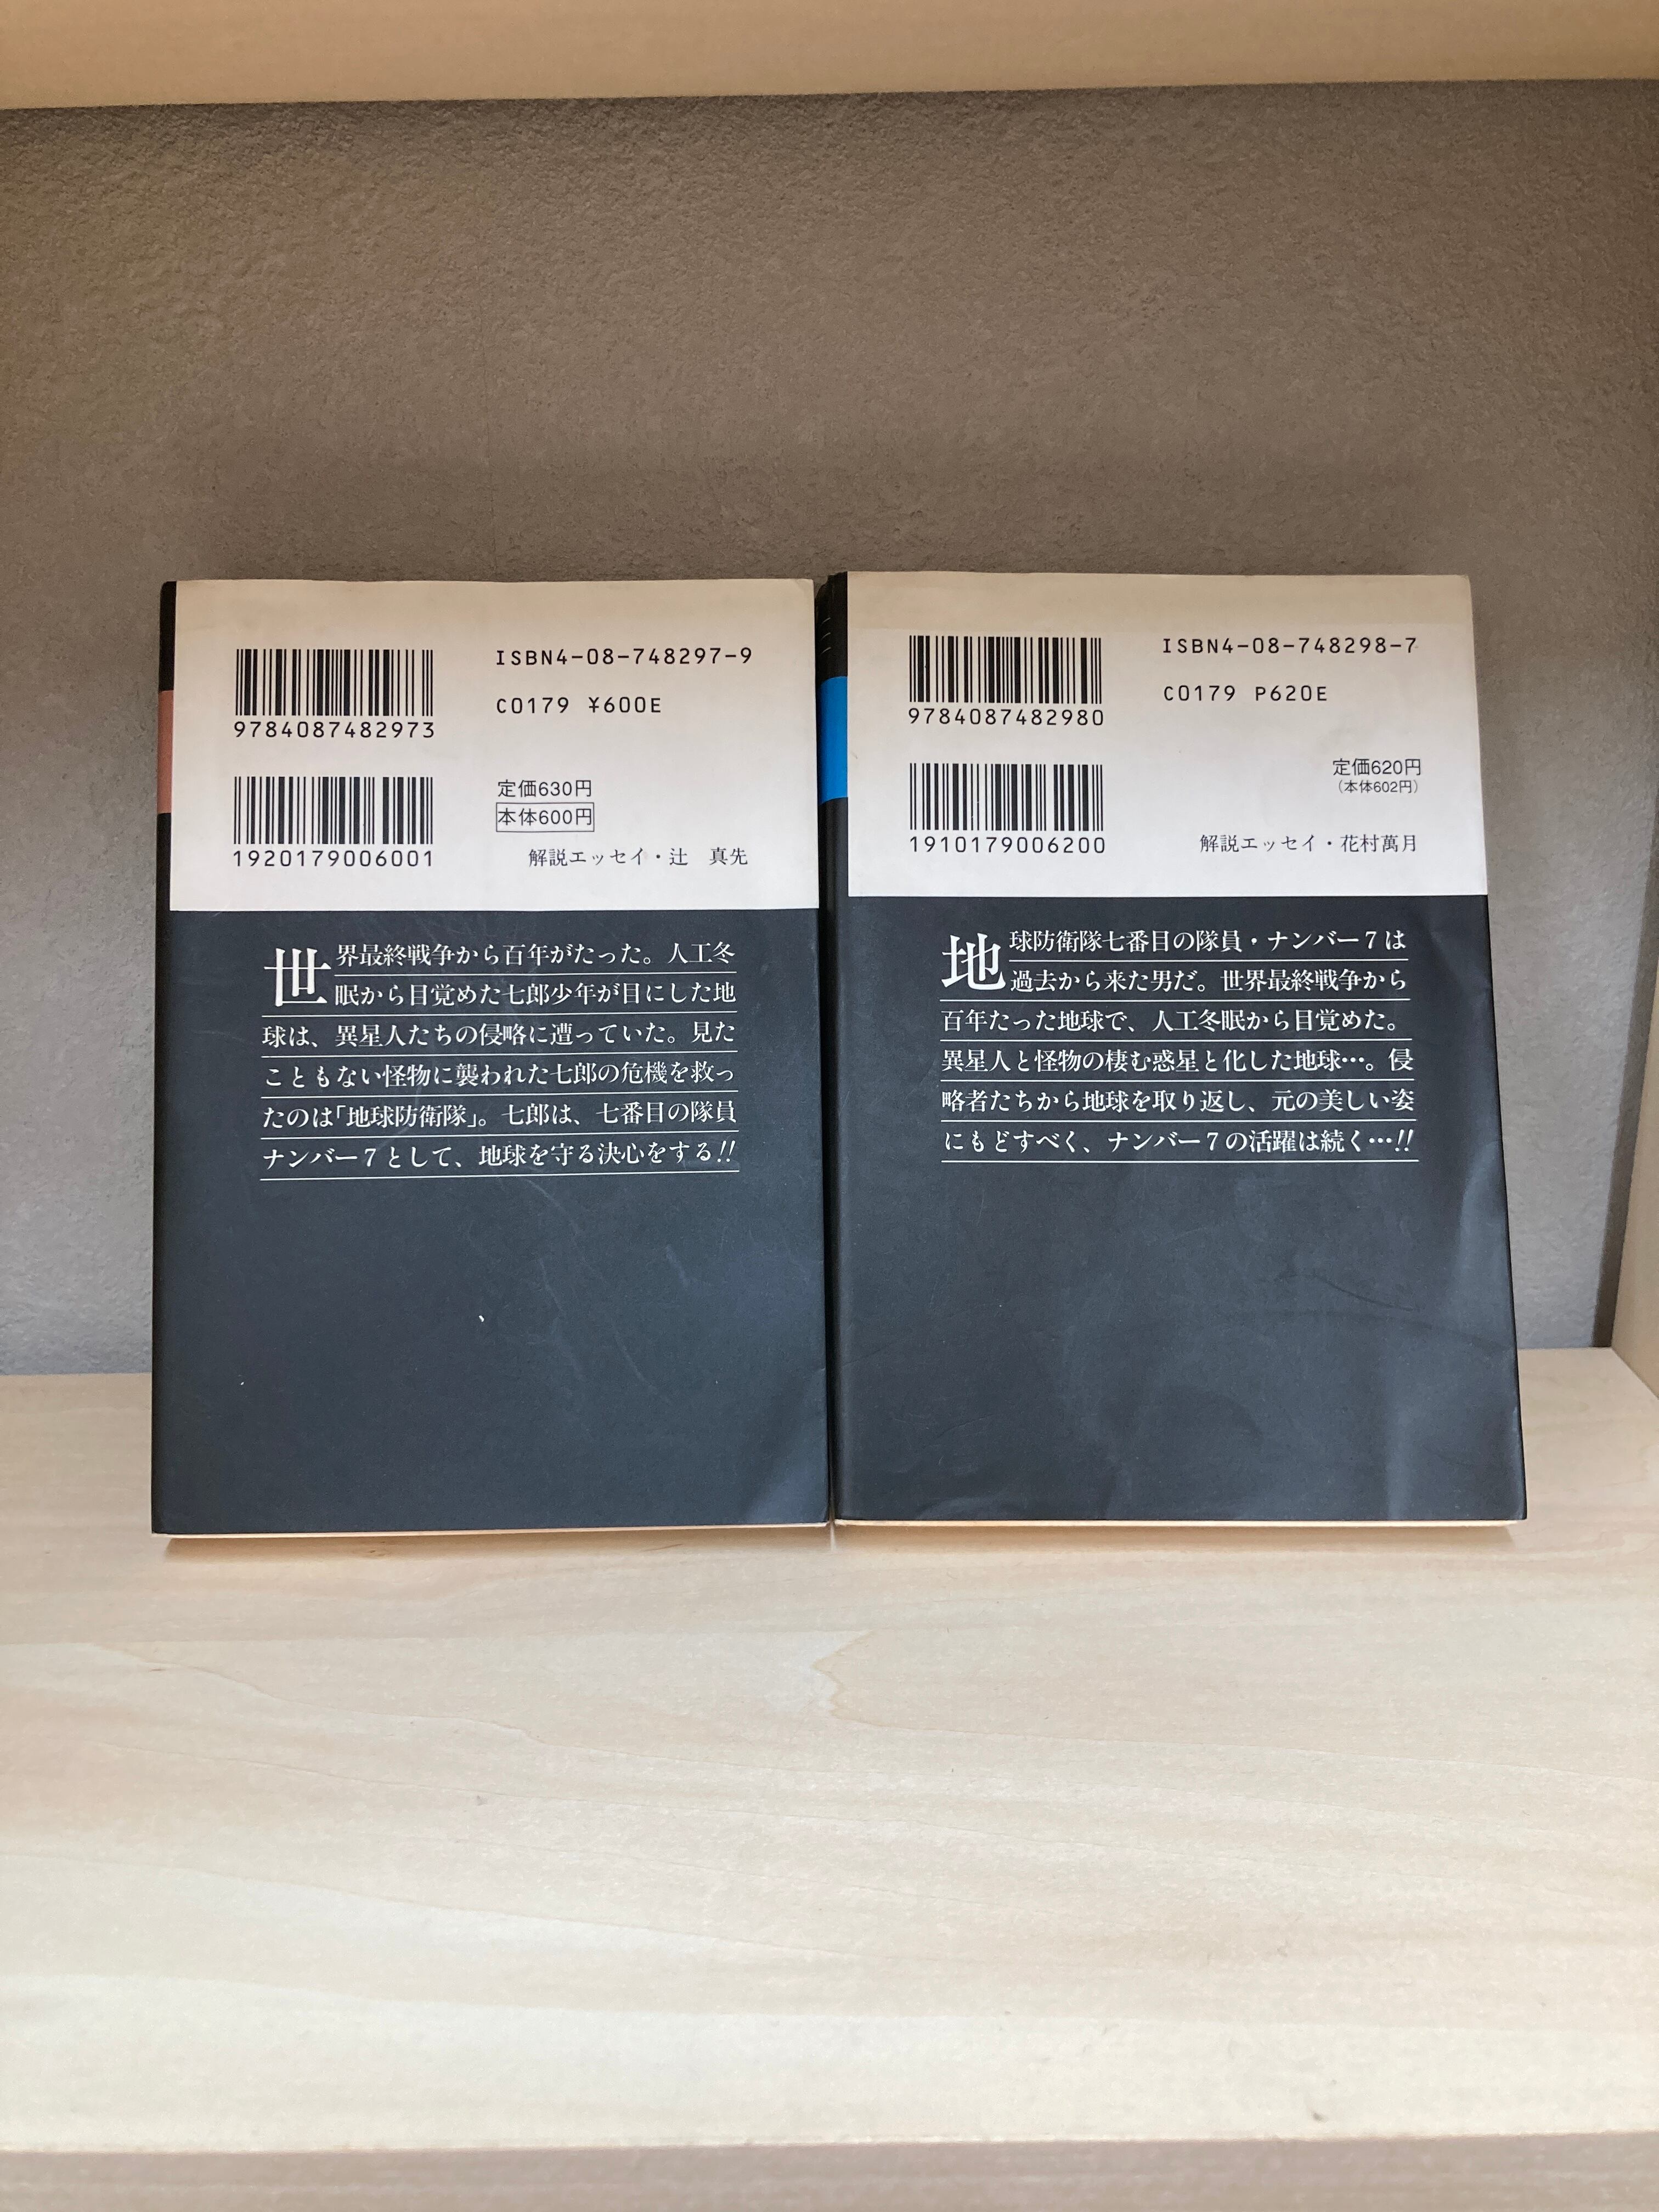 ISBN4-08-748297-9
C0179 ¥600E
9784087482973
定価630円
本体600円
1920179006001
解説エッセイ・辻　真先
世界最終戦争から百年がたった。人工冬
眠から目覚めた七郎少年が目にした地
球は、異星人たちの侵略に遭っていた。見た
こともない怪物に襲われた七郎の危機を救っ
たのは「地球防衛隊」。七郎は、七番目の隊員
ナンバー7として、地球を守る決心をする!!
ISBN4-08-748298-7
C0179 P620E
9784087482980
定価620円
(本体602円)
1910179006200
解説エッセイ・花村萬月
地球防衛隊七番目の隊員・ナンバー7は
過去から来た男だ。世界最終戦争から
百年たった地球で、人工冬眠から目覚めた。
異星人と怪物の棲む惑星と化した地球…。侵
略者たちから地球を取り返し、元の美しい姿
にもどすべく、ナンバー7の活躍は続く…!!